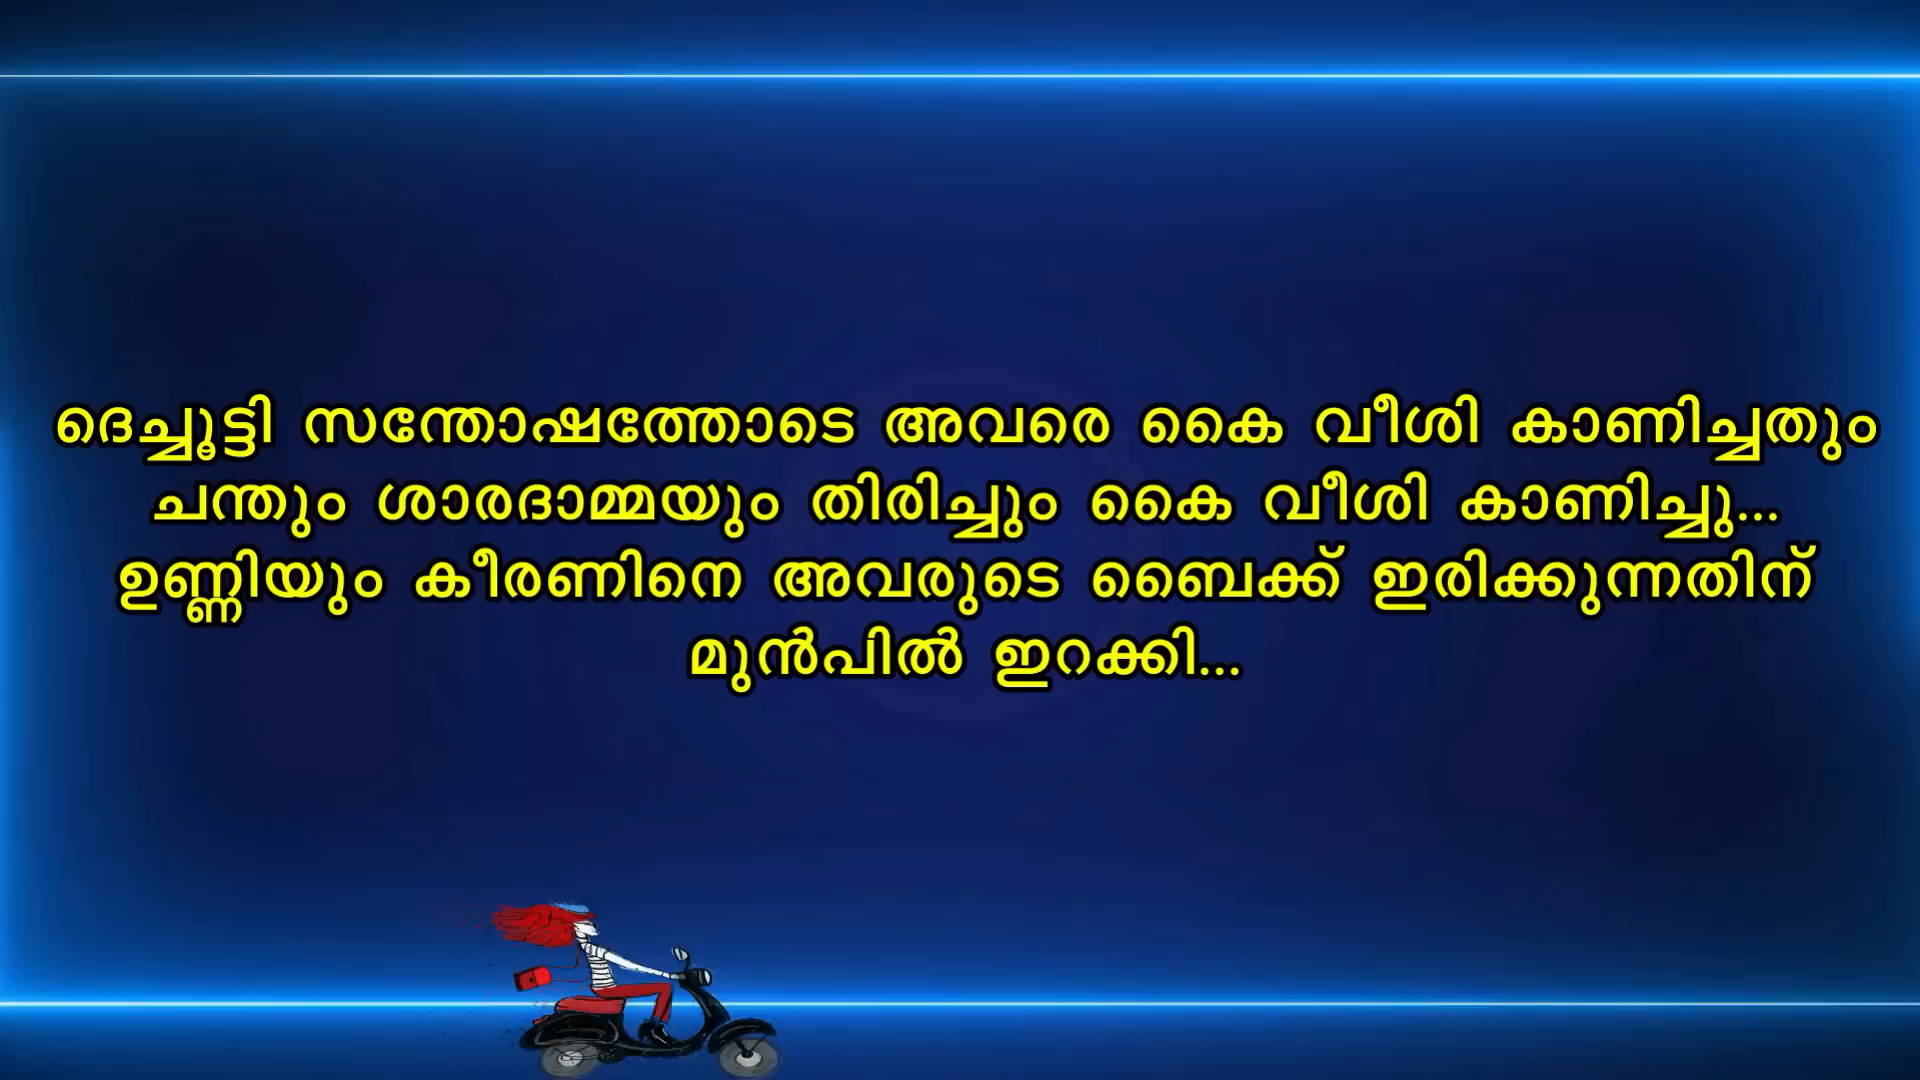 ദെച്ചൂട്ടി സന്തോഷത്തോടെ അവരെ കൈ വീശി കാണിച്ചതും
ചന്തും ശാരദാമ്മയും തിരിച്ചും കൈ വീശി കാണിച്ചു...
ഉണ്ണിയും കീരണിനെ അവരുടെ ബൈക്ക് ഇരിക്കുന്നതിന്
മുൻപിൽ ഇറക്കി...